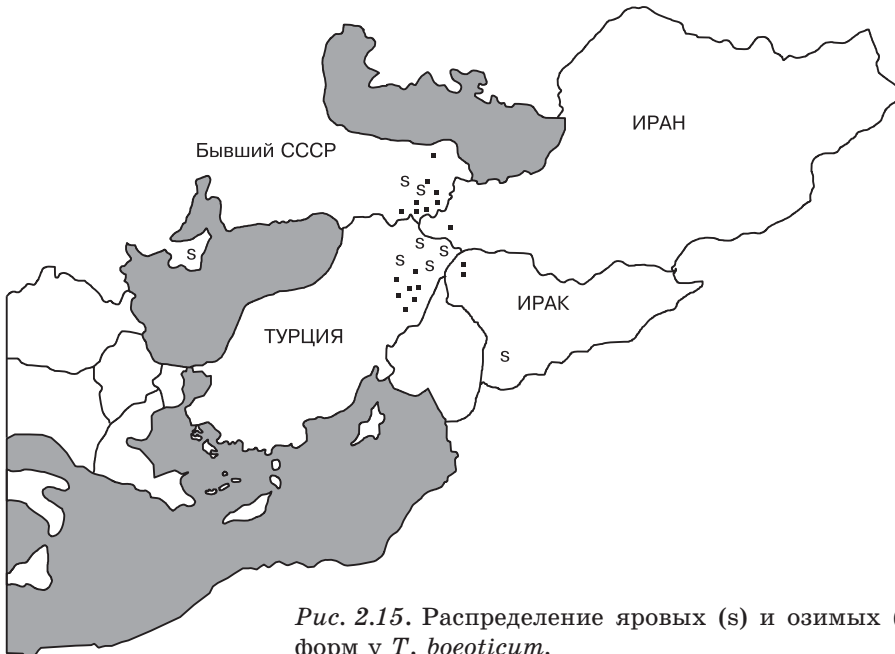 ИРАН
Бывший СССР
s
s
s
s
s
s
s
ИРАК
ТУРЦИЯ
s
Рис. 2.15. Распределение яровых (s) и озимых (
форм у T. boeoticum.